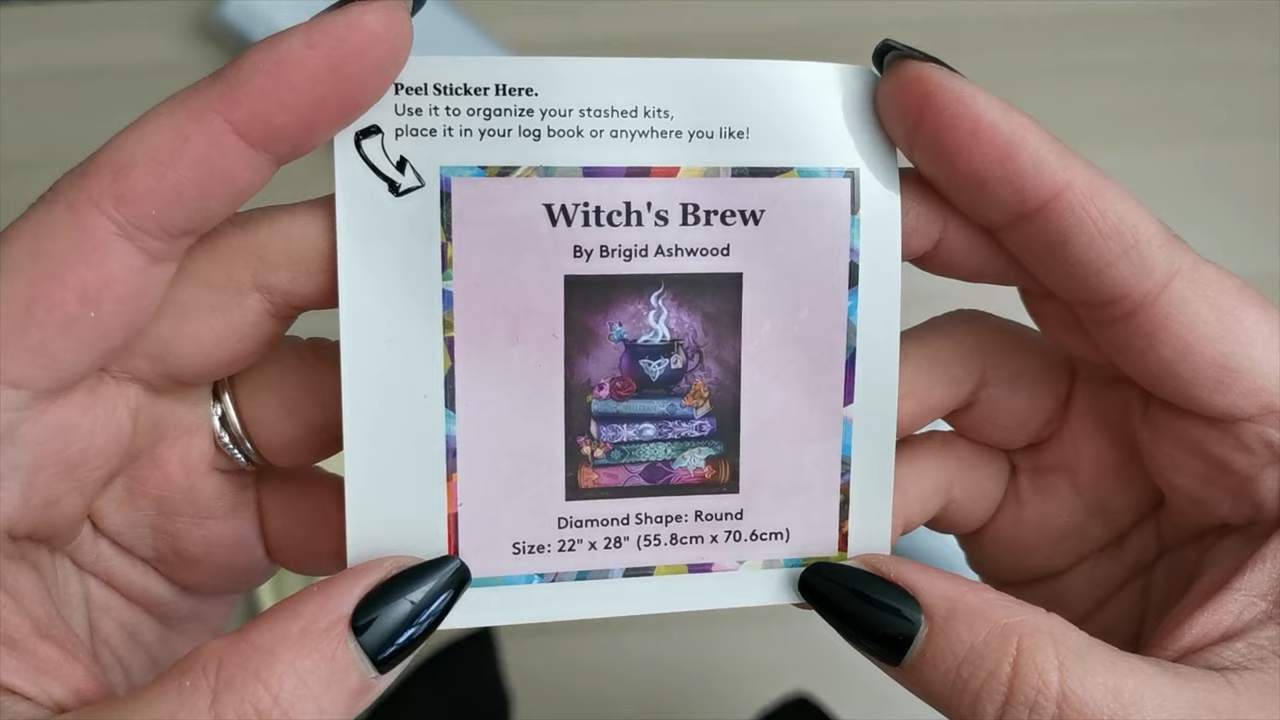 Peel Sticker Here.
Use it to organize your stashed kits,
place it in your log book or anywhere you like!
Witch's Brew
By Brigid Ashwood
Diamond Shape: Round
Size: 22" x 28" (55.8cm x 70.6cm)